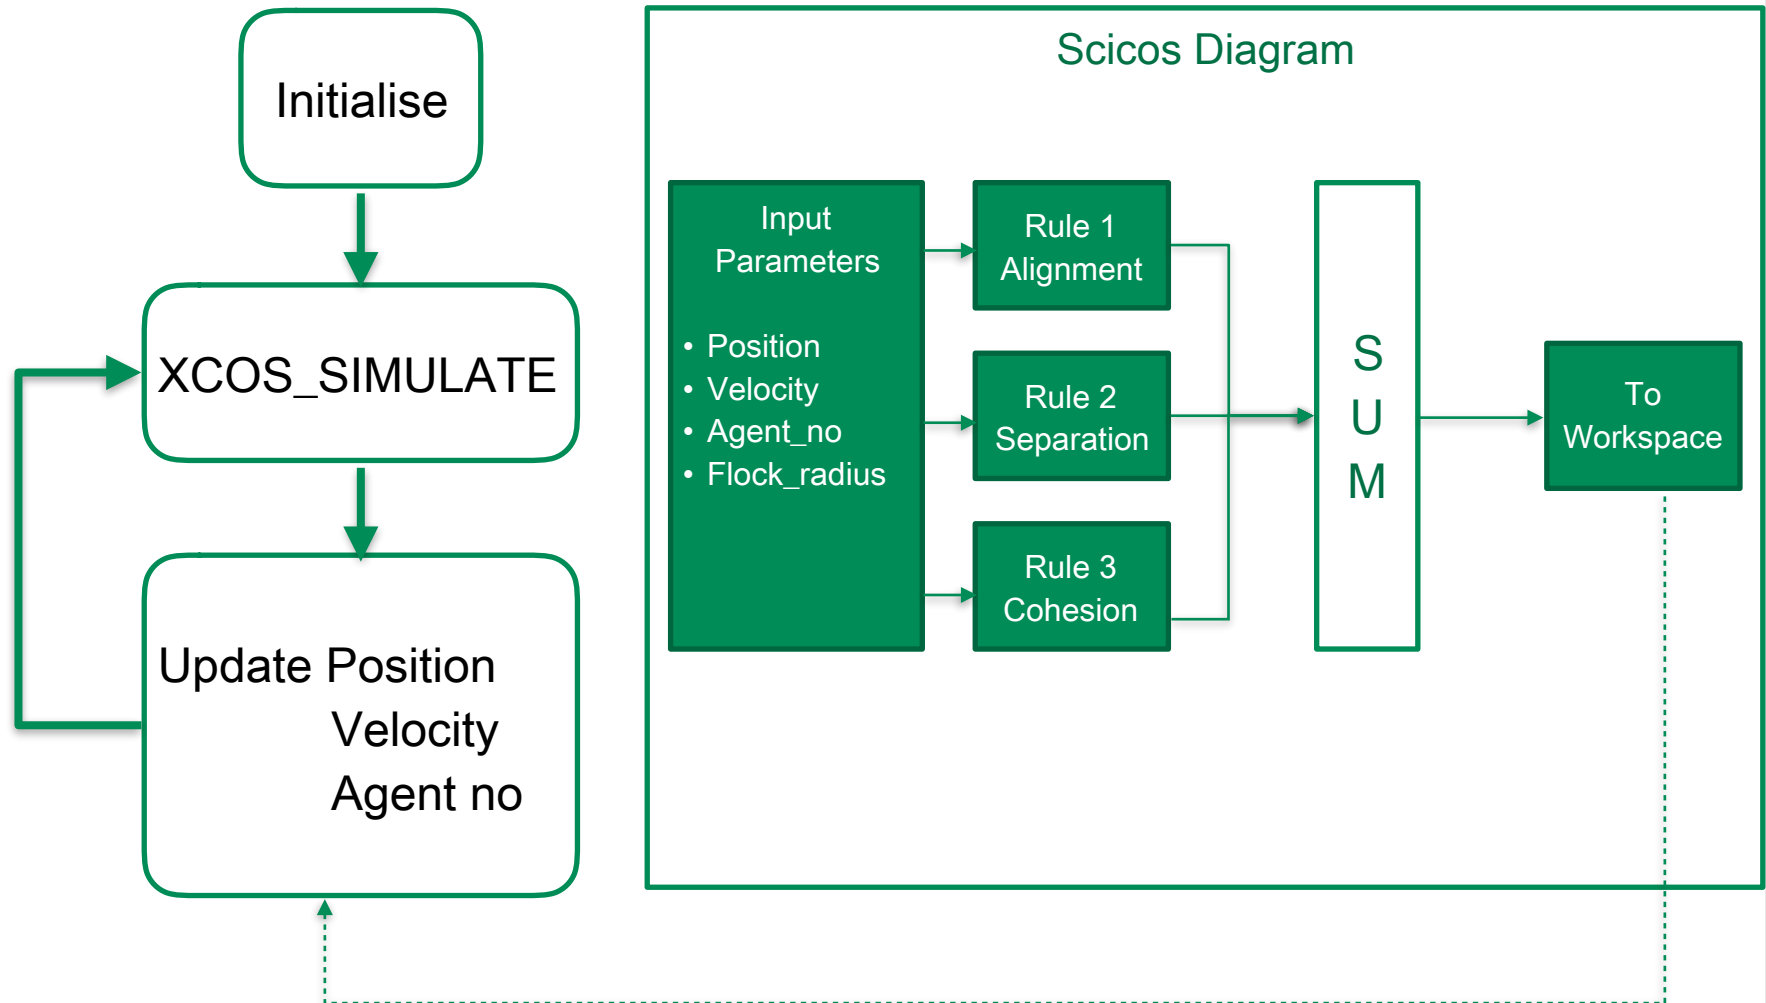 Initialise
XCOS_SIMULATE
Update Position
Velocity
Agent no
Scicos Diagram
Input
Parameters
• Position
• Velocity
• Agent_no
• Flock_radius
Rule 1
Alignment
Rule 2
Separation
Rule 3
Cohesion
S
U
M
To
Workspace